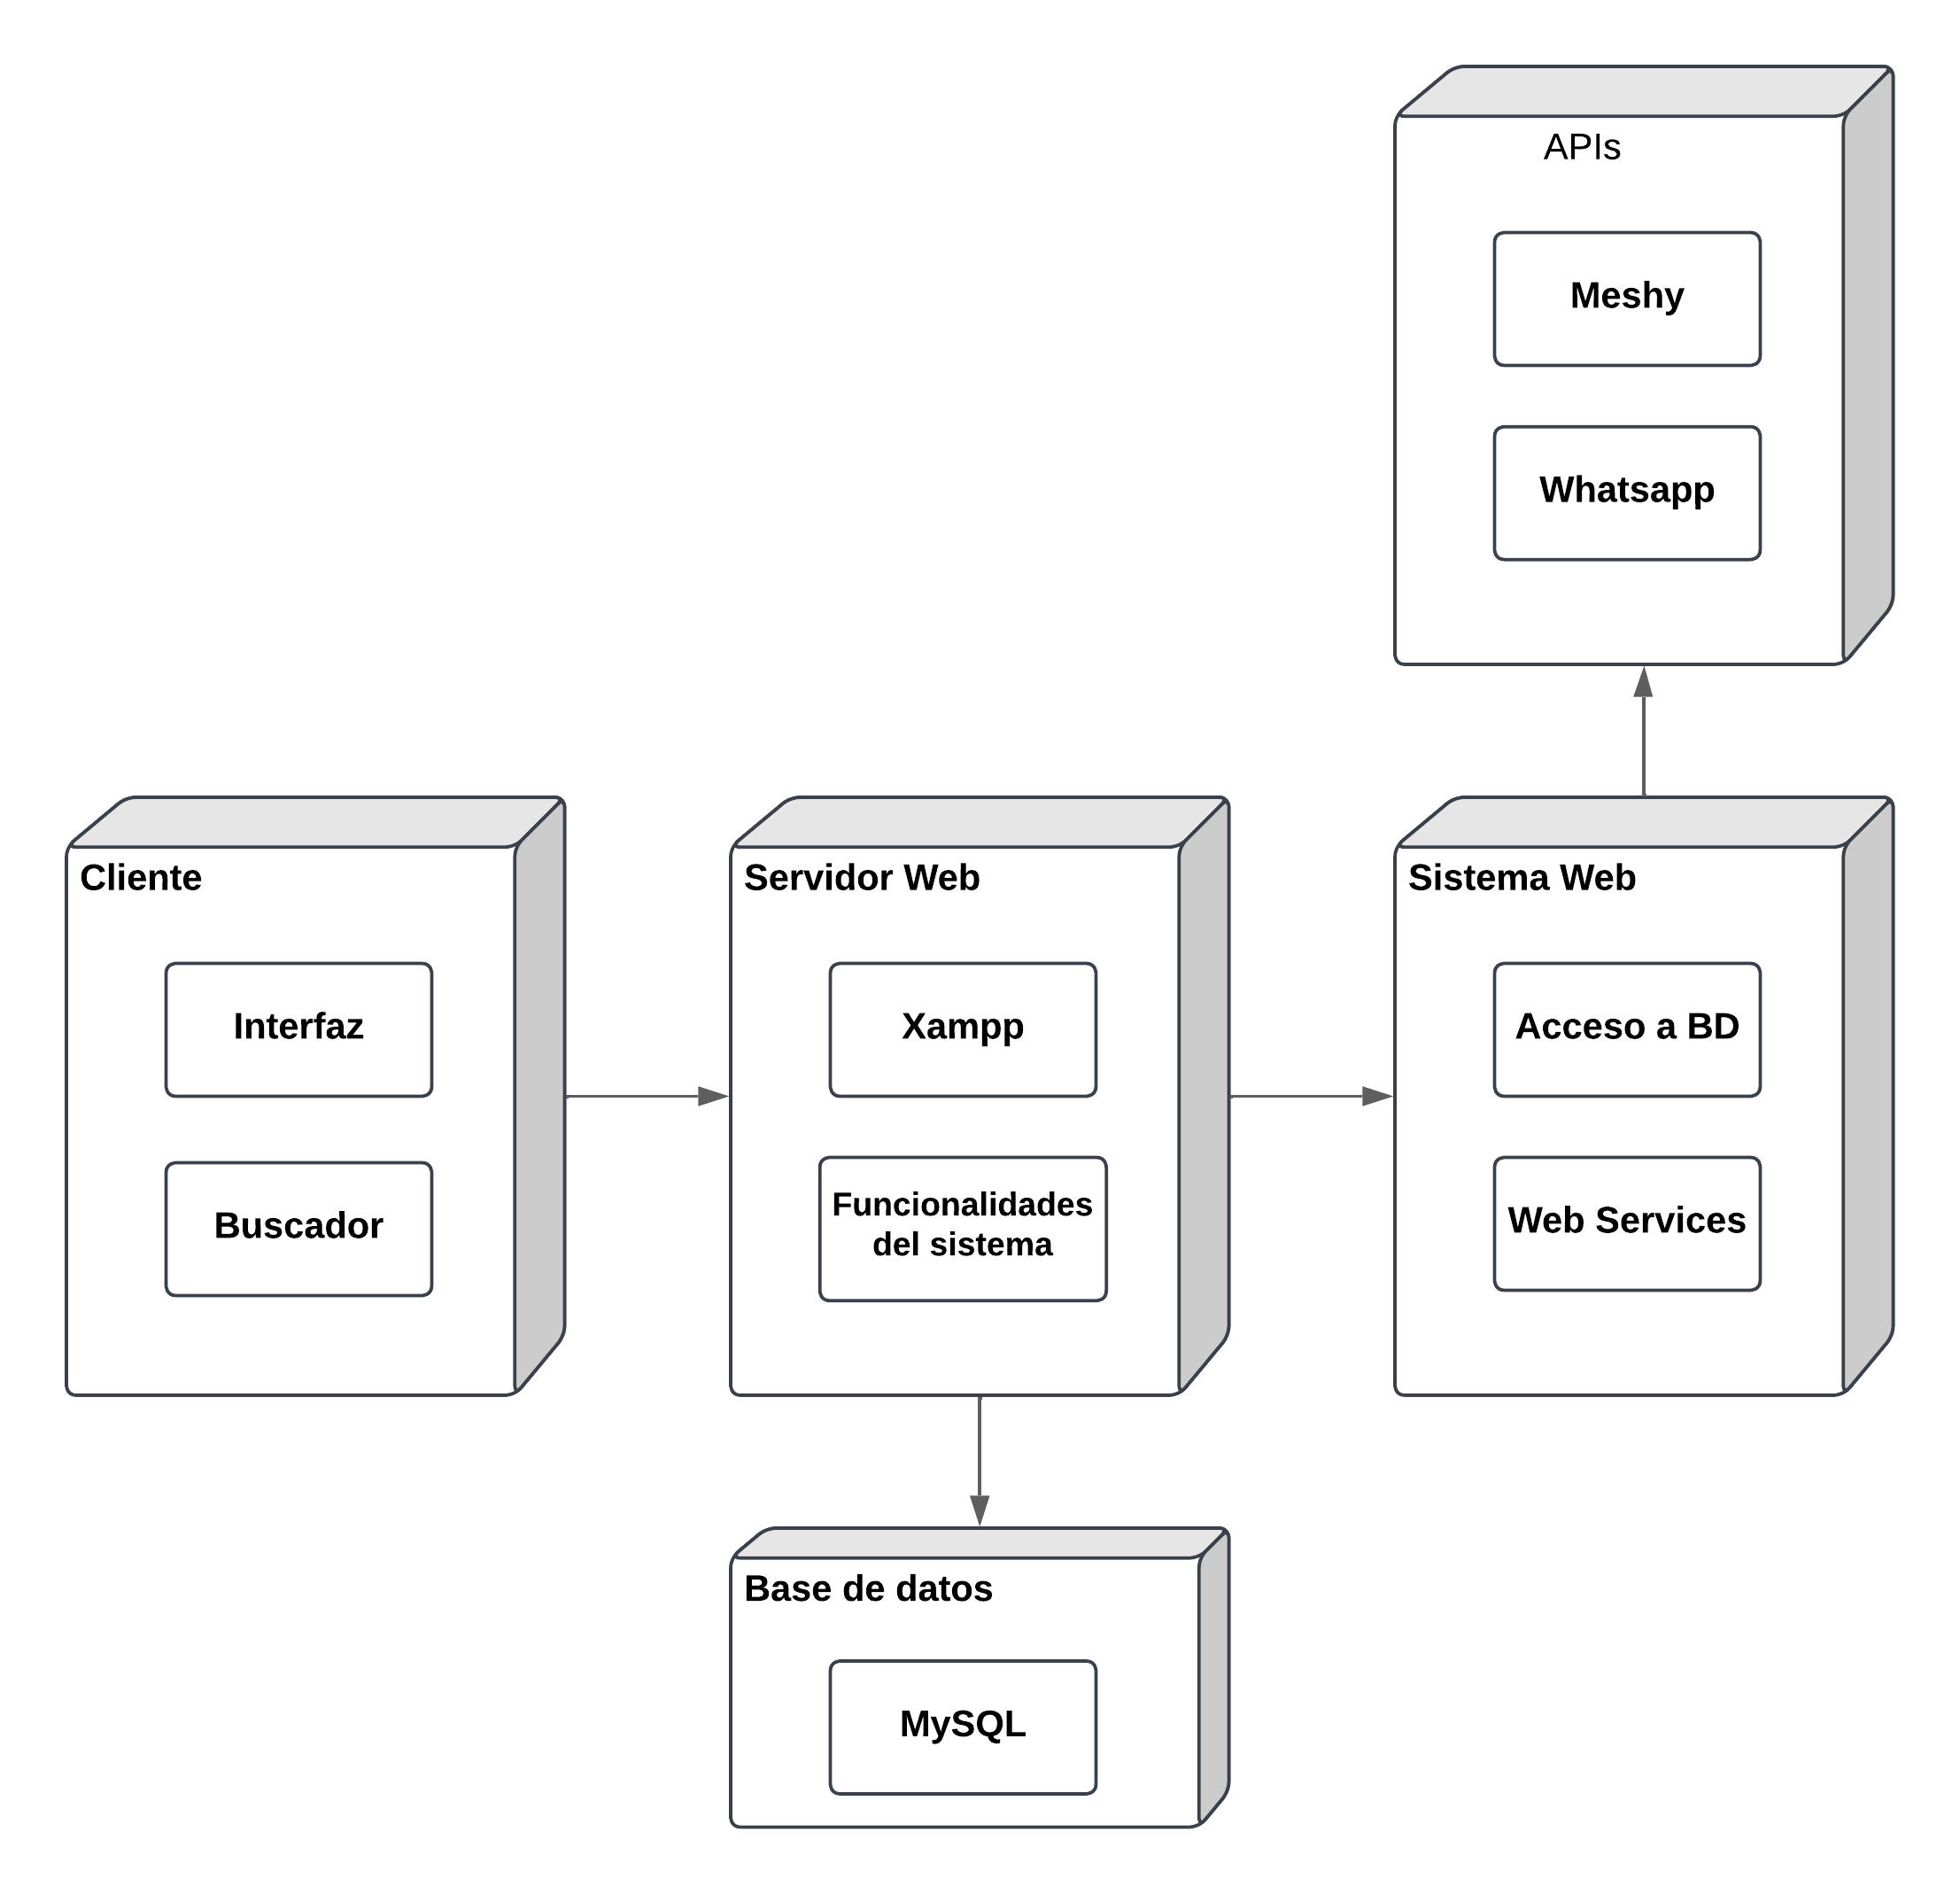 APIs
Meshy
Whatsapp
Cliente
Interfaz
Buscador
Servidor Web
Xampp
Funcionalidades
del sistema
Sistema Web
Acceso a BD
Web Services
Base de datos
MySQL